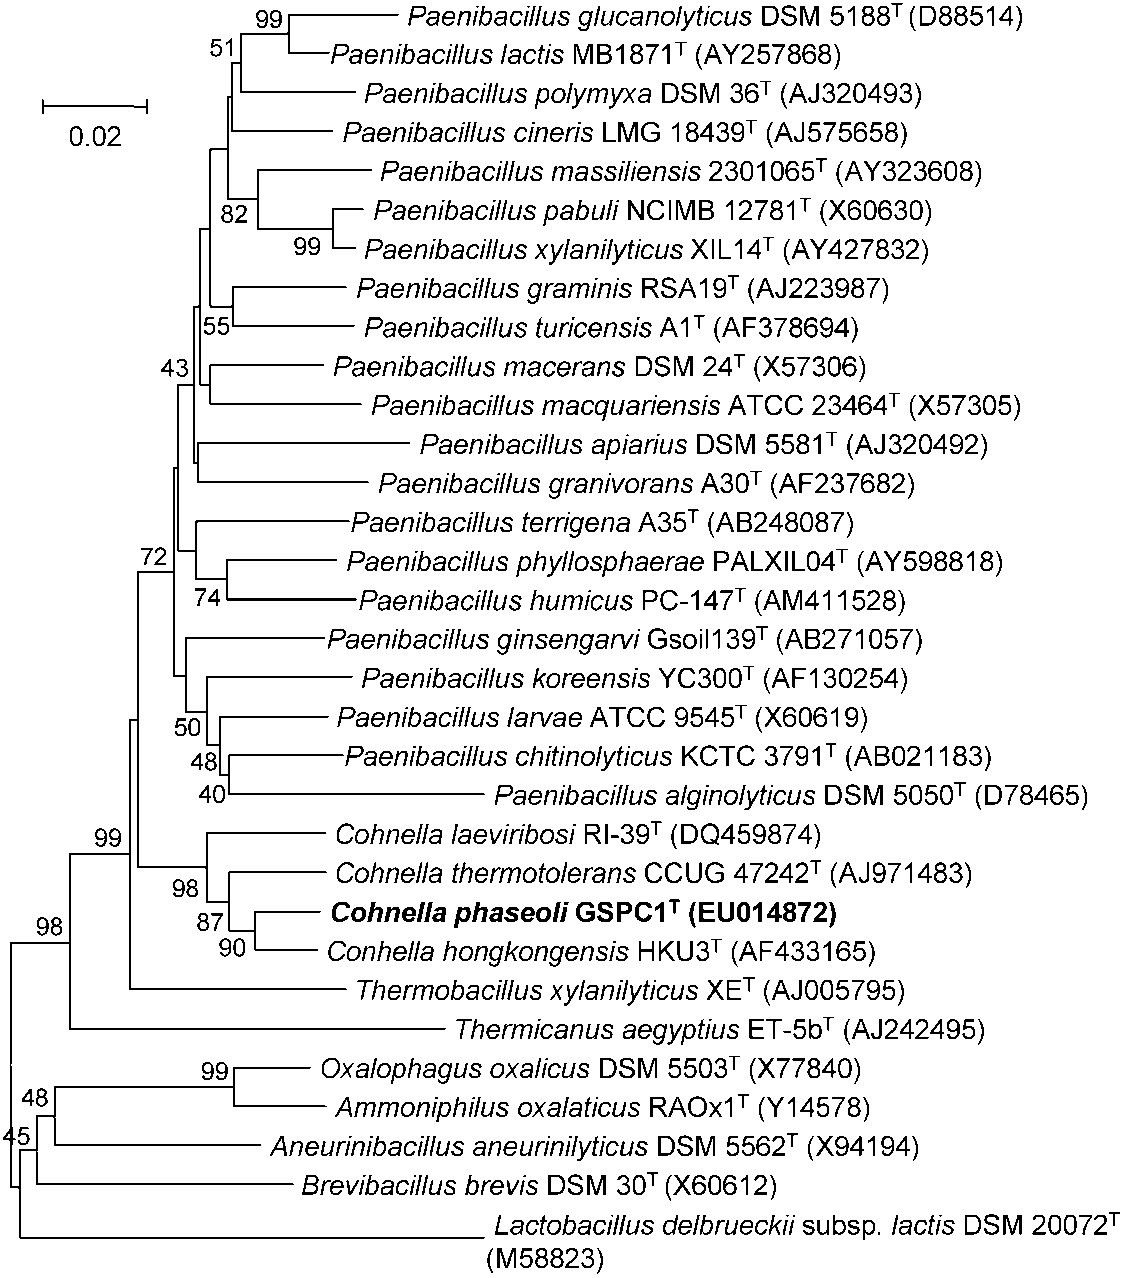 99
Paenibacillus glucanolyticus DSM 5188T (D88514)
51
Paenibacillus lactis MB1871T (AY257868)
Paenibacillus polymyxa DSM 36T (AJ320493)
0.02
Paenibacillus cineris LMG 18439T (AJ575658)
Paenibacillus massiliensis 2301065T (AY323608)
82
Paenibacillus pabuli NCIMB 12781T (X60630)
99
Paenibacillus xylanilyticus XIL14T (AY427832)
Paenibacillus graminis RSA19T (AJ223987)
55
Paenibacillus turicensis A1T (AF378694)
43
Paenibacillus macerans DSM 24T (X57306)
Paenibacillus macquariensis ATCC 23464T (X57305)
Paenibacillus apiarius DSM 5581T (AJ320492)
Paenibacillus granivorans A30T (AF237682)
Paenibacillus terrigena A35T (AB248087)
72
Paenibacillus phyllosphaerae PALXIL04T (AY598818)
74
Paenibacillus humicus PC-147T (AM411528)
Paenibacillus ginsengarvi Gsoil139T (AB271057)
Paenibacillus koreensis YC300T (AF130254)
50
Paenibacillus larvae ATCC 9545T (X60619)
48
Paenibacillus chitinolyticus KCTC 3791T (AB021183)
40
Paenibacillus alginolyticus DSM 5050T (D78465)
99
Cohnella laeviribosi RI-39T (DQ459874)
98
Cohnella thermotolerans CCUG 47242T (AJ971483)
87
Cohnella phaseoli GSPC1T (EU014872)
98
90
Conhella hongkongensis HKU3T (AF433165)
Thermobacillus xylanilyticus XET (AJ005795)
Thermicanus aegyptius ET-5bT (AJ242495)
99
Oxalophagus oxalicus DSM 5503T (X77840)
48
Ammoniphilus oxalaticus RAOx1T (Y14578)
45
Aneurinibacillus aneurinilyticus DSM 5562T (X94194)
Brevibacillus brevis DSM 30T (X60612)
Lactobacillus delbrueckii subsp. lactis DSM 20072T
(M58823)